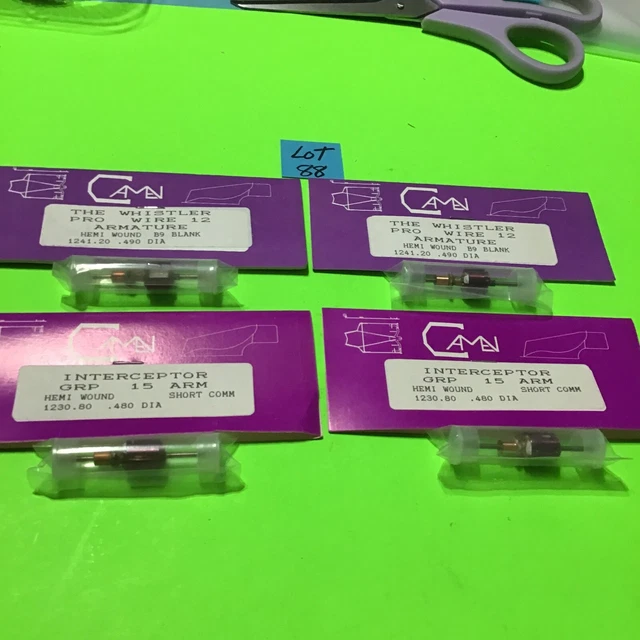 LOT
88
CAMEN
THE WHISTLER
PRO WIRE 12
ARMATURE
HEMI WOUND B9 BLANK
1241.20 .490 DIA
CAMEN
THE WHISTLER
PRO WIRE 12
ARMATURE
HEMI WOUND B9 BLANK
1241.20 .490 DIA
CAMEN
INTERCEPTOR
GRP 15 ARM
HEMI WOUND SHORT COMM
1230.80 .480 DIA
CAMEN
INTERCEPTOR
GRP 15 ARM
HEMI WOUND SHORT COMM
1230.80 .480 DIA